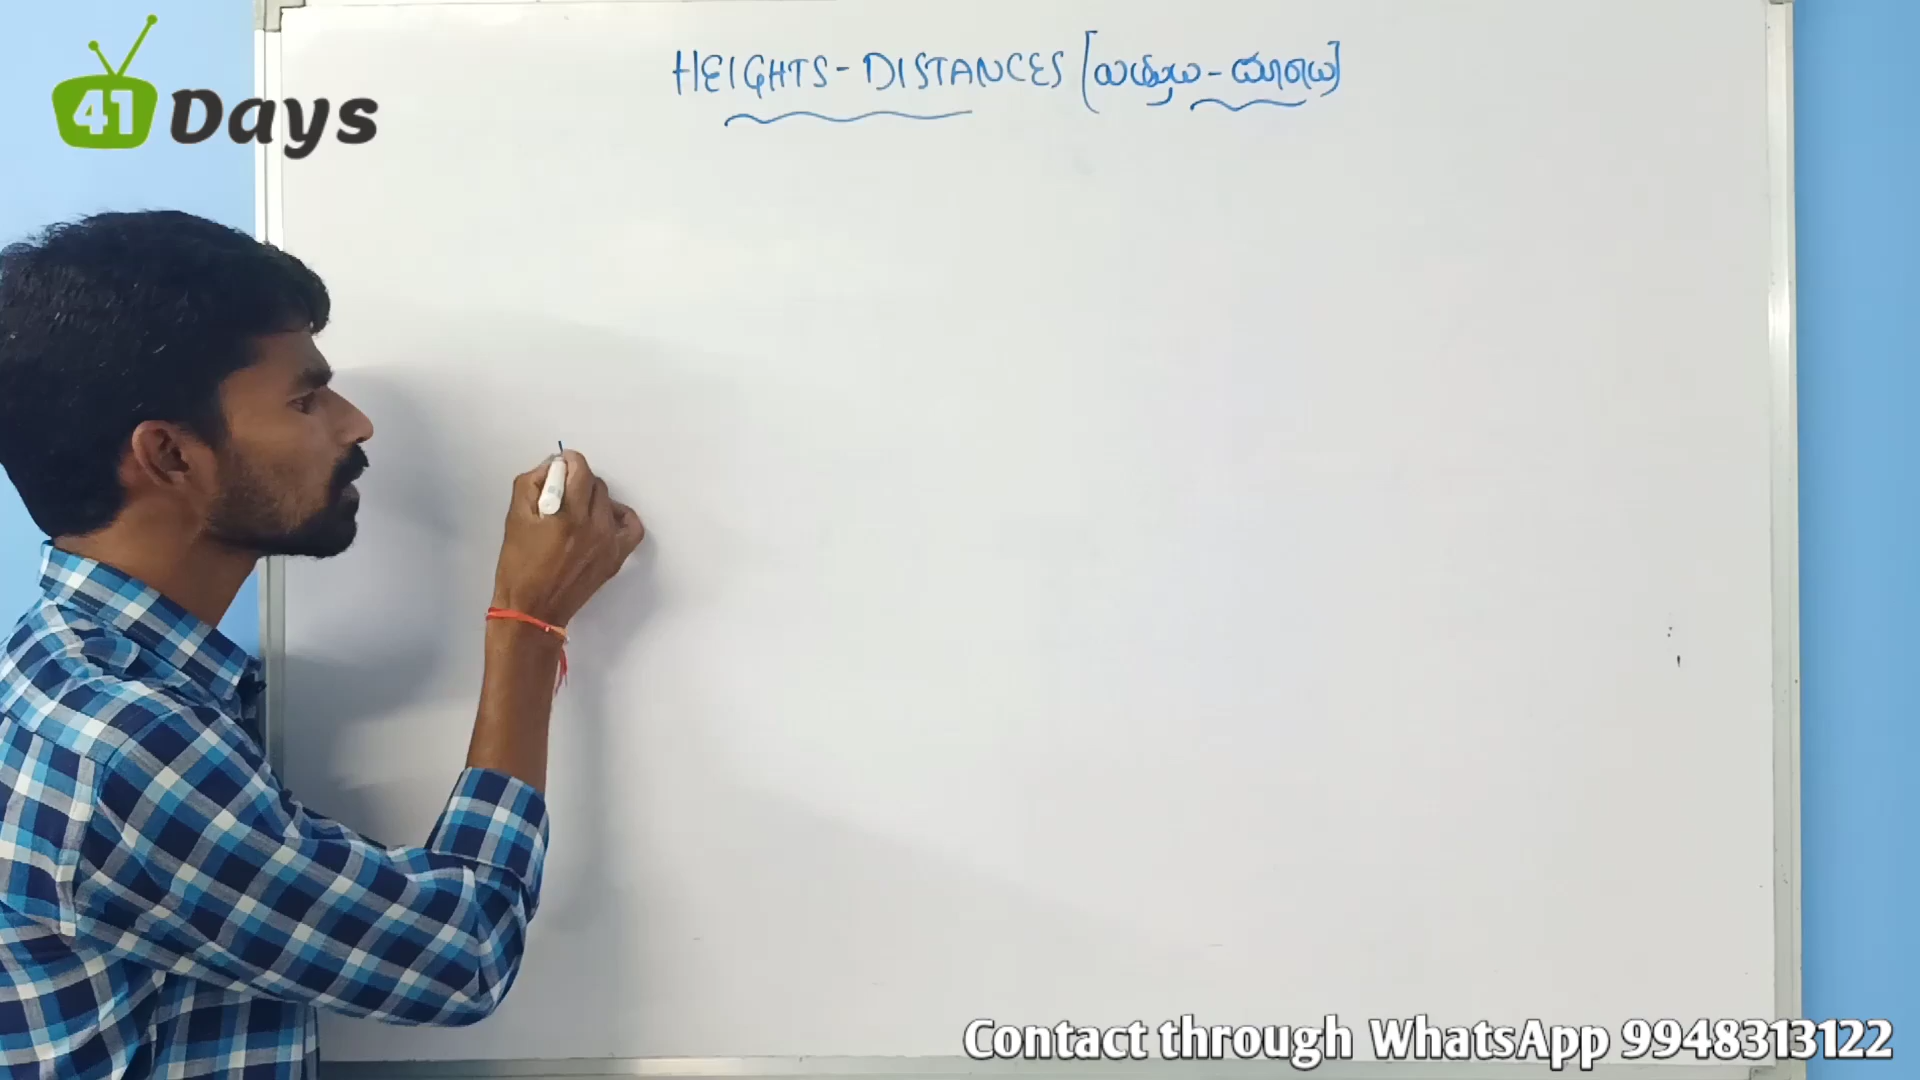 41 Days
HEIGHTS - DISTANCES [ఎత్తులు - దూరాలు]
Contact through WhatsApp 9948313122